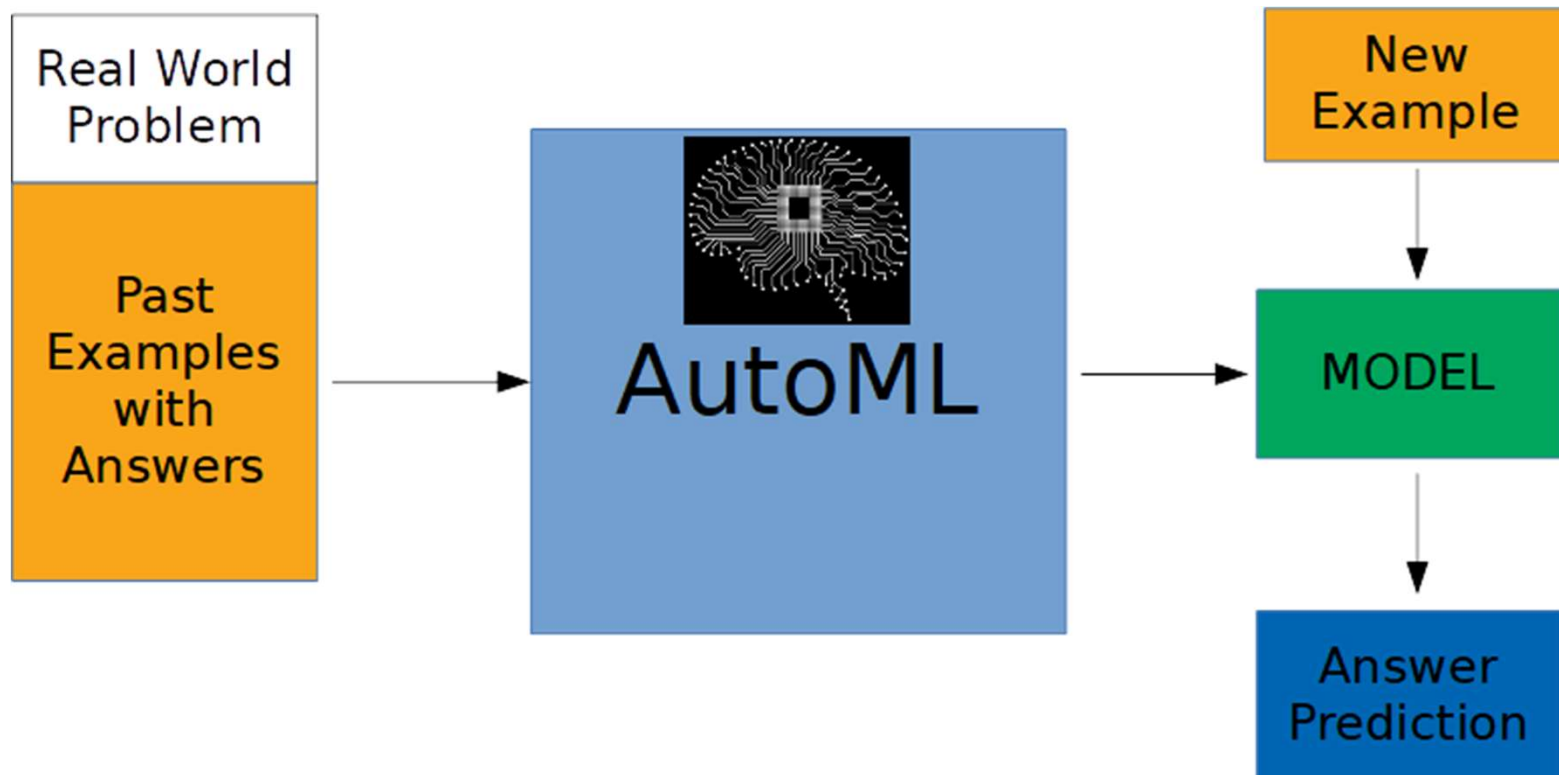 Real World
Problem
Past
Examples
with
Answers
AutoML
New
Example
MODEL
Answer
Prediction